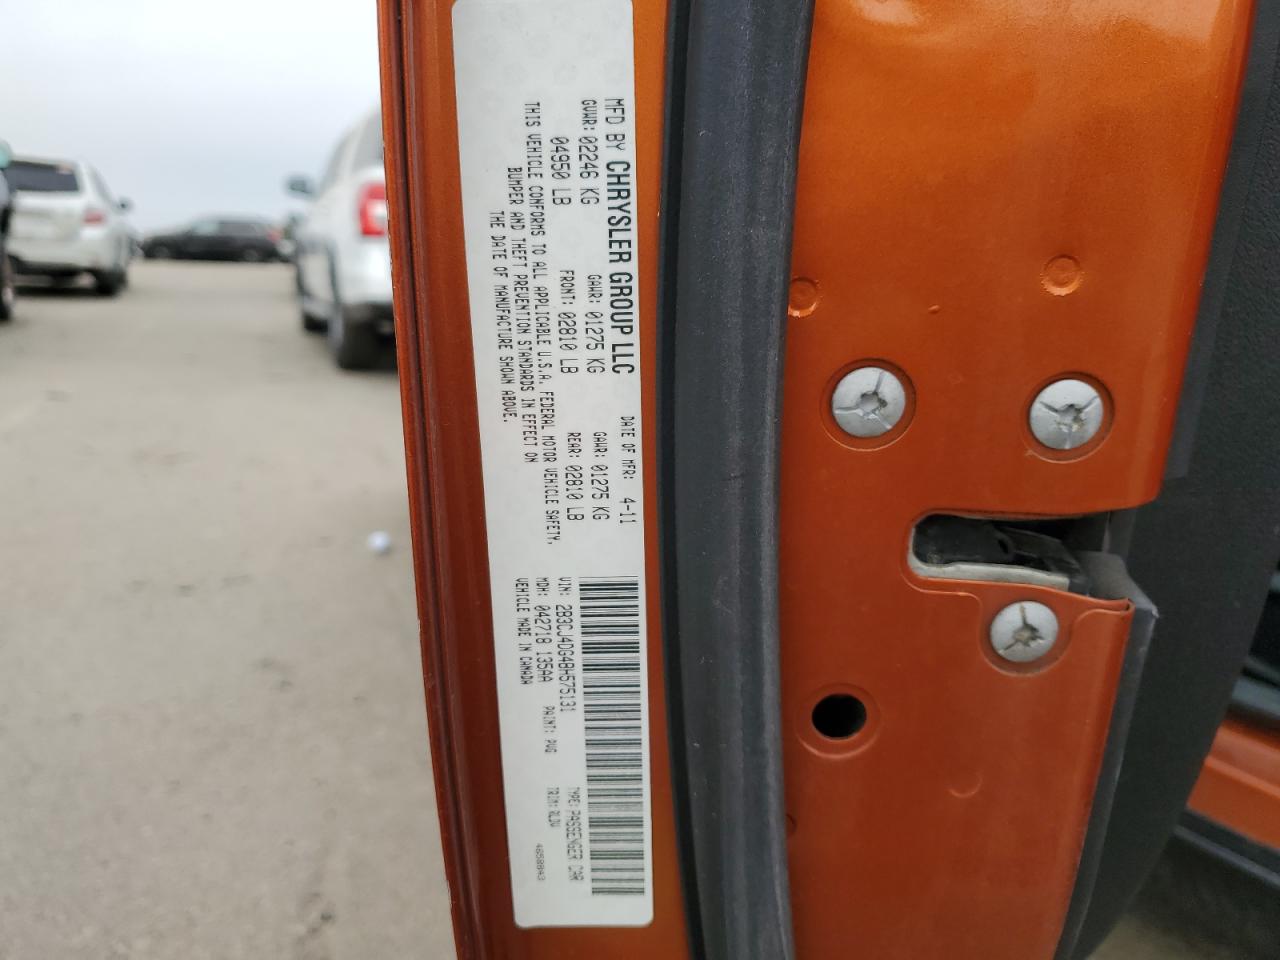 MFD BY CHRYSLER GROUP LLC DATE OF MFR: 4-11
GVWR: 02246 KG GAWR: 01275 KG GAWR: 01275 KG
04950 LB FRONT: 02810 LB REAR: 02810 LB
THIS VEHICLE CONFORMS TO ALL APPLICABLE U.S.A. FEDERAL MOTOR VEHICLE SAFETY,
BUMPER AND THEFT PREVENTION STANDARDS IN EFFECT ON
THE DATE OF MANUFACTURE SHOWN ABOVE.
VIN: 2B3CJ4DG4BH575131 TYPE: PASSENGER CAR
MDH: 042718 135AA PAINT: PVG TRIM:
VEHICLE MADE IN CANADA